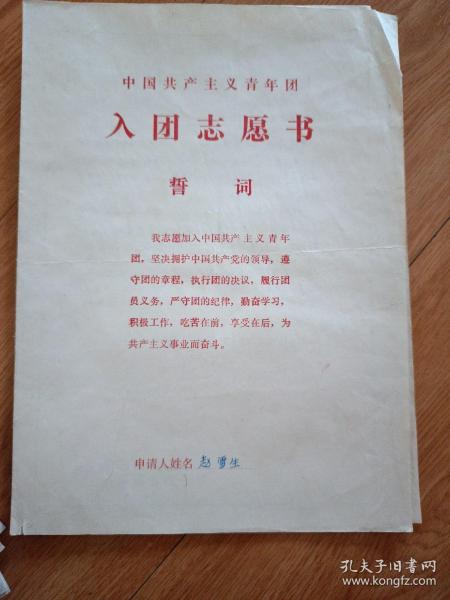 中国共产主义青年团
入团志愿书
誓 词
我志愿加入中国共产主义青年
团，坚决拥护中国共产党的领导，遵
守团的章程，执行团的决议，履行团
员义务，严守团的纪律，勤奋学习，
积极工作，吃苦在前，享受在后，为
共产主义事业而奋斗。
申请人姓名 赵雪生
孔夫子旧书网
www.kongfz.com